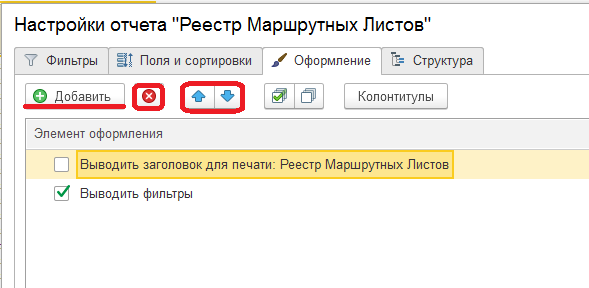 Настройки отчета "Реестр Маршрутных Листов"
Фильтры Поля и сортировки Оформление Структура
Добавить Колонтитулы
Элемент оформления
Выводить заголовок для печати: Реестр Маршрутных Листов
Выводить фильтры